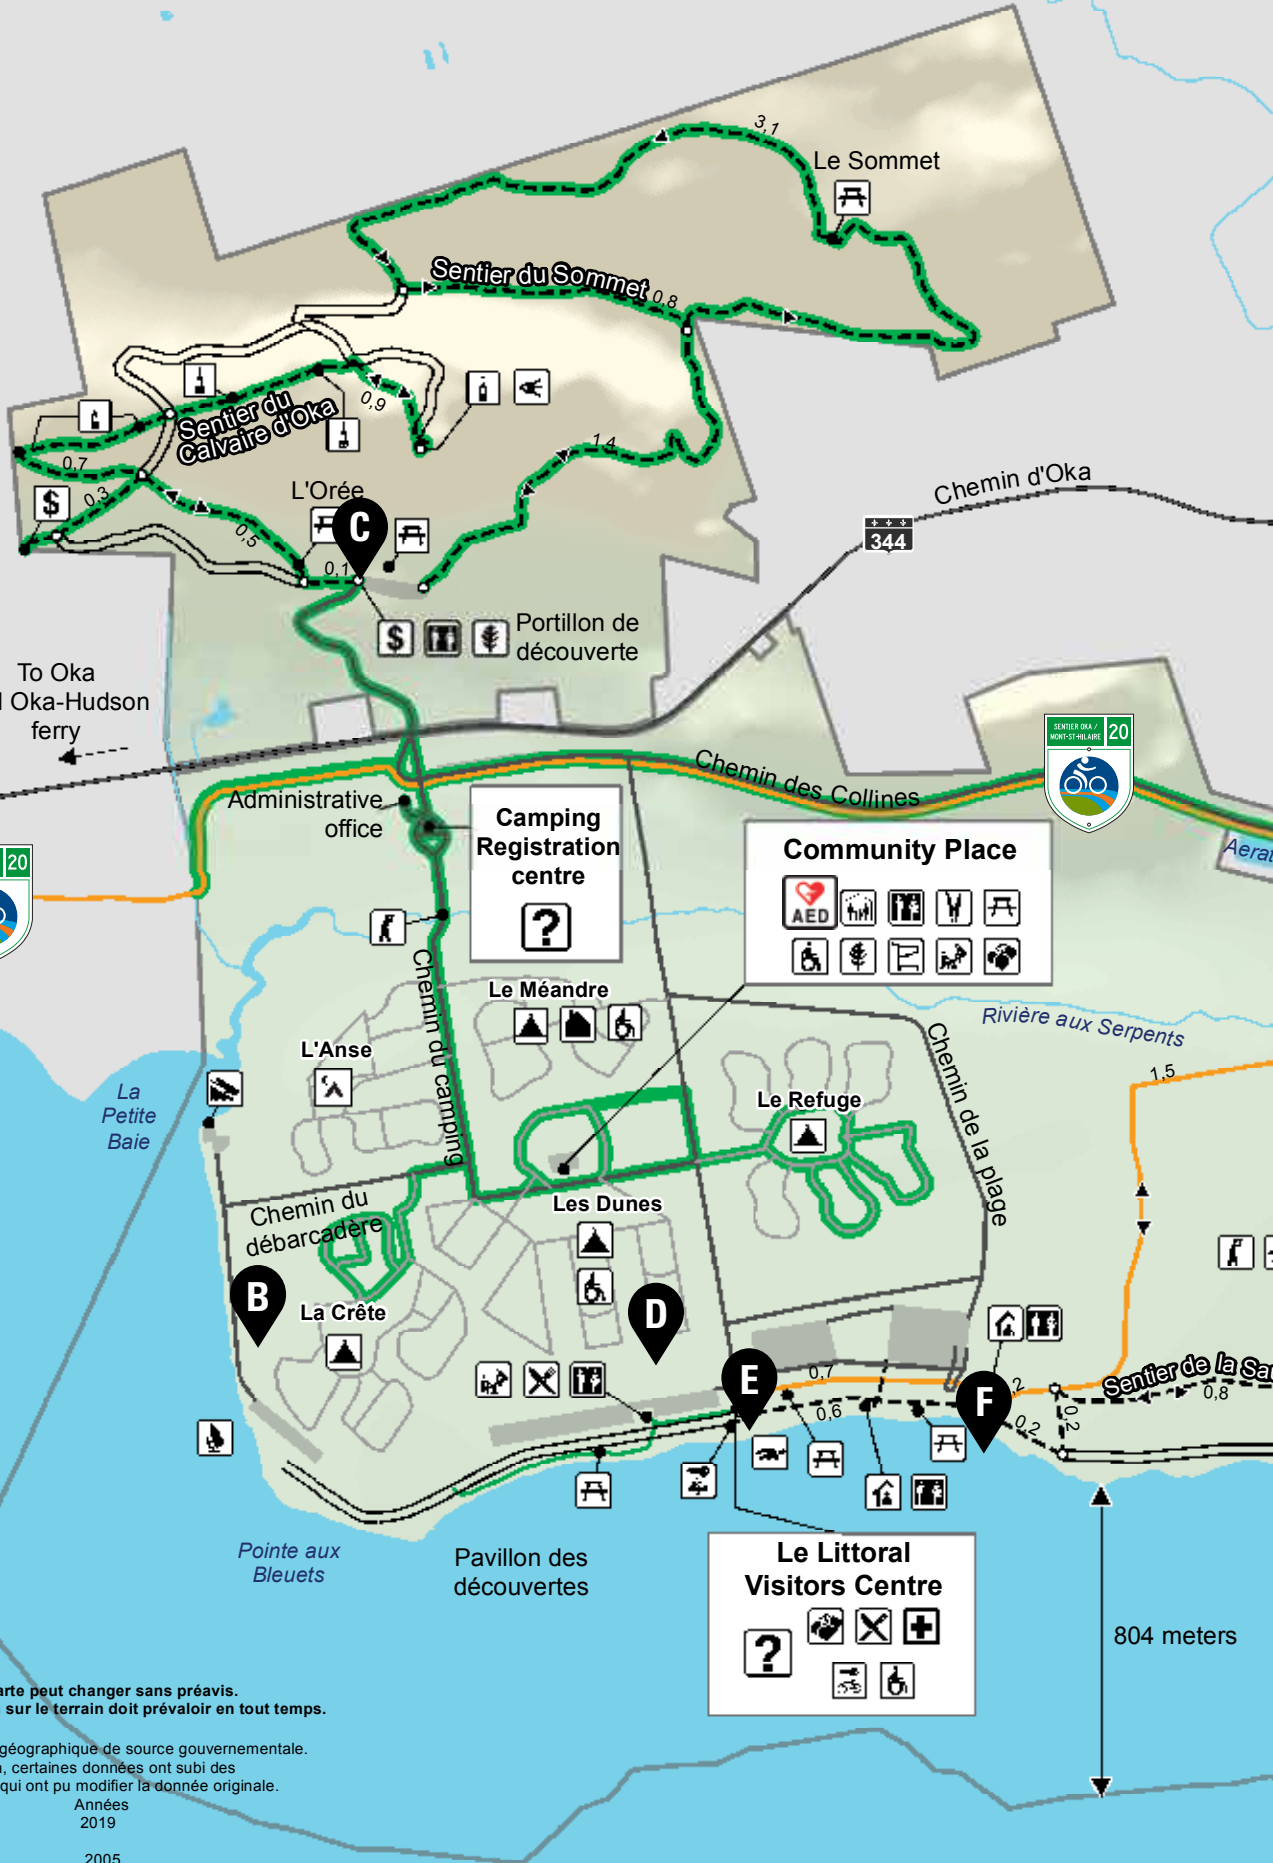 3,1
Le Sommet
Sentier du Sommet
0,8
0,9
Sentier du
Calvaire d'Oka
0,7
0,3
$
0,5
L'Orée
C
0,1
1,4
Chemin d'Oka
344
$
Portillon de
découverte
To Oka
Oka-Hudson
ferry
SENTIER OKA /
MONT-ST-HILAIRE
20
Chemin des Collines
Administrative
office
Camping
Registration
centre
?
Community Place
AED
20
Aerat
Chemin du camping
Le Méandre
Rivière aux Serpents
L'Anse
Chemin de la plage
1,5
La
Petite
Baie
Le Refuge
Chemin du
débarcadère
Les Dunes
B
La Crête
D
E
0,7
0,6
F
,2
0,2
0,2
Sentier de la Sa
0,8
Pointe aux
Bleuets
Pavillon des
découvertes
Le Littoral
Visitors Centre
?
804 meters
arte peut changer sans préavis.
sur le terrain doit prévaloir en tout temps.
géographique de source gouvernementale.
, certaines données ont subi des
qui ont pu modifier la donnée originale.
Années
2019
2005